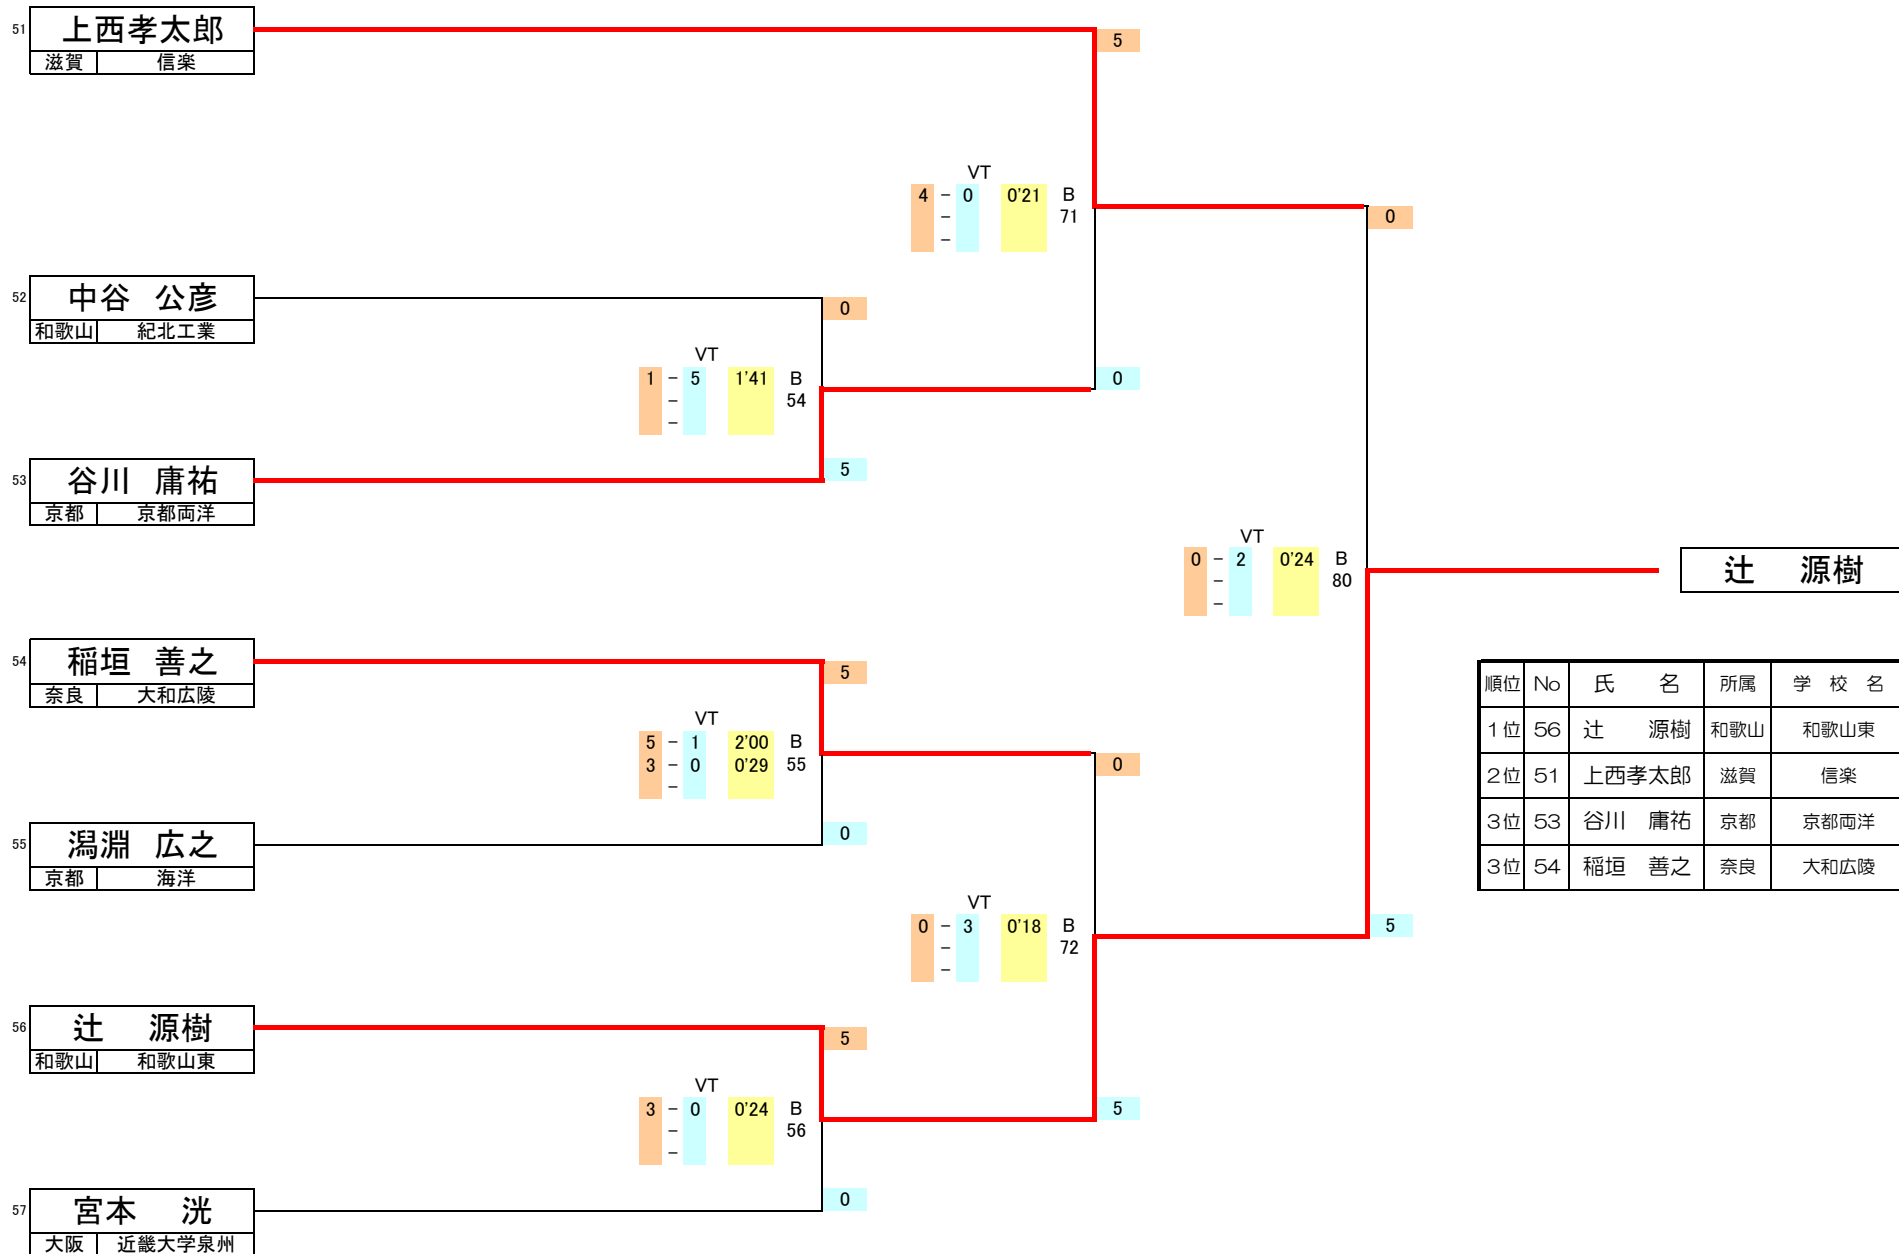 51 上西孝太郎
滋賀 信楽
5
VT
4 - 0 0'21 B
- 71
-
0
52 中谷 公彦
和歌山 紀北工業
0
VT
1 - 5 1'41 B
- 54
-
0
53 谷川 庸祐
京都 京都両洋
5
VT
0 - 2 0'24 B
- 80
-
辻 源樹
54 稲垣 善之
奈良 大和広陵
5
VT
5 - 1 2'00 B
3 - 0 0'29 55
-
0
55 潟淵 広之
京都 海洋
0
順位 No 氏 名 所属 学 校 名
1位 56 辻 源樹 和歌山 和歌山東
2位 51 上西孝太郎 滋賀 信楽
3位 53 谷川 庸祐 京都 京都両洋
3位 54 稲垣 善之 奈良 大和広陵
VT
0 - 3 0'18 B
- 72
-
5
56 辻 源樹
和歌山 和歌山東
5
VT
3 - 0 0'24 B
- 56
-
5
57 宮本 洸
大阪 近畿大学泉州
0